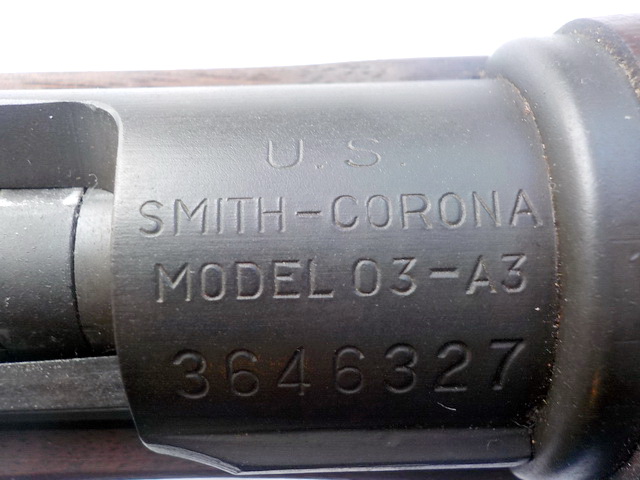 U.S.
SMITH-CORONA
MODEL 03-A3
3646327